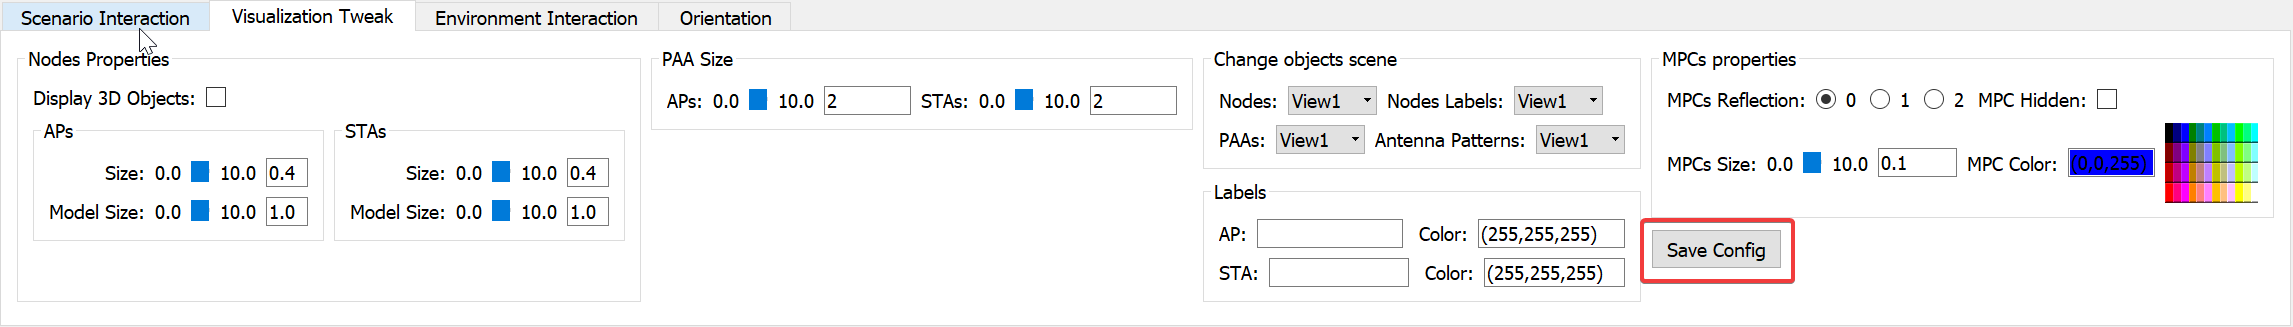 Scenario Interaction Visualization Tweak Environment Interaction Orientation
Nodes Properties
Display 3D Objects:
APs
Size: 0.0 10.0 0.4
Model Size: 0.0 10.0 1.0
STAs
Size: 0.0 10.0 0.4
Model Size: 0.0 10.0 1.0
PAA Size
APs: 0.0 10.0 2 STAs: 0.0 10.0 2
Change objects scene
Nodes: View1 Nodes Labels: View1
PAAs: View1 Antenna Patterns: View1
Labels
AP: Color: (255,255,255)
STA: Color: (255,255,255)
MPCs properties
MPCs Reflection: 0 1 2 MPC Hidden:
MPCs Size: 0.0 10.0 0.1 MPC Color: (0,0,255)
Save Config